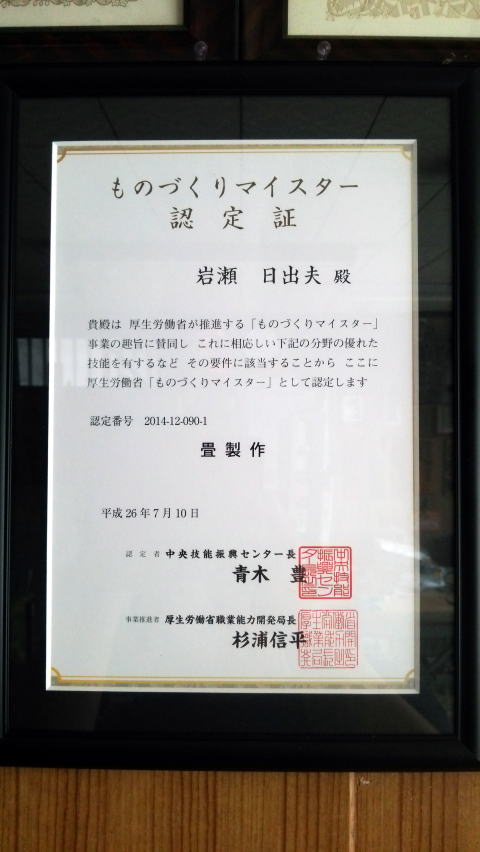 ものづくりマイスター
認定証
岩瀬 日出夫 殿
貴殿は 厚生労働省が推進する「ものづくりマイスター」
事業の趣旨に賛同し これに相応しい下記の分野の優れた
技能を有するなど その要件に該当することから ここに
厚生労働省「ものづくりマイスター」として認定します
認定番号 2014-12-090-1
畳製作
平成26年7月10日
認定者 中央技能振興センター長
青木 豊
事業推進者 厚生労働省職業能力開発局長
杉浦信平